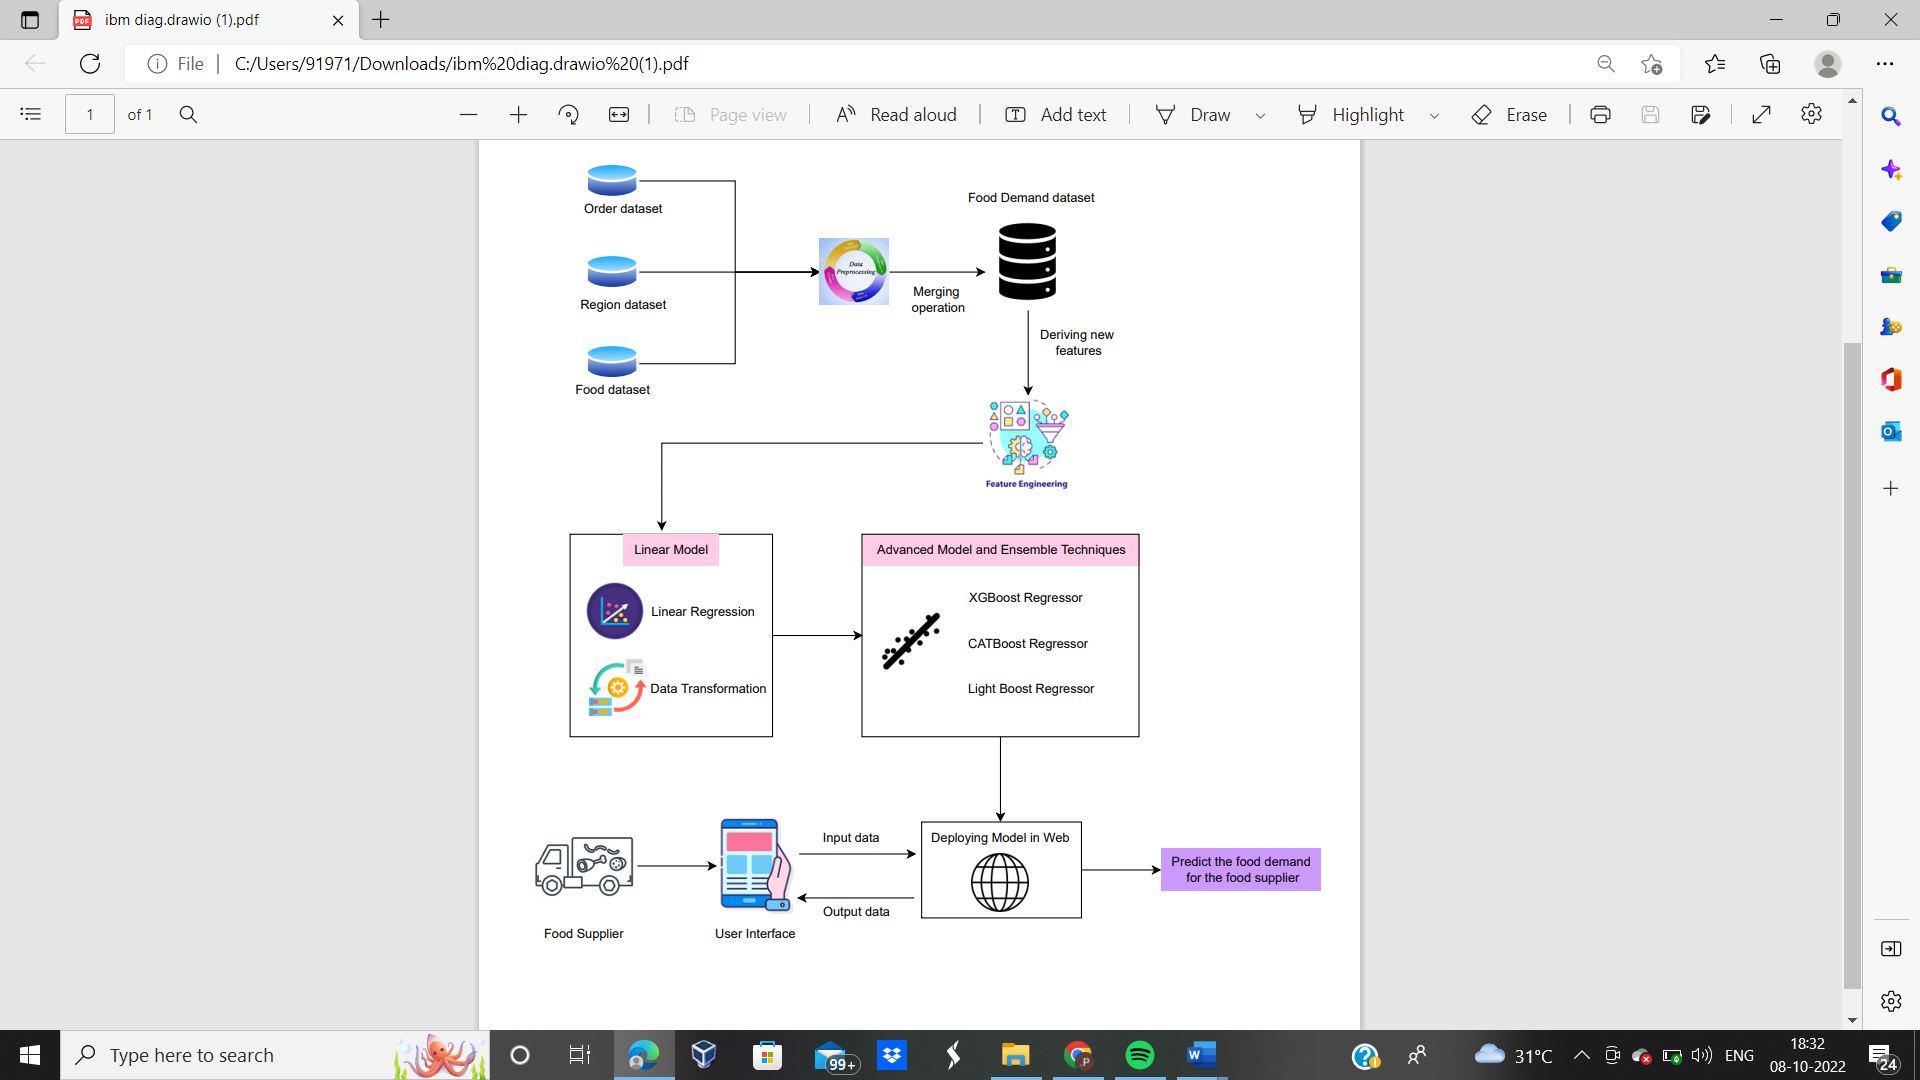 ibm diag.drawio (1).pdf
File
C:/Users/91971/Downloads/ibm%20diag.drawio%20(1).pdf
1
of 1
Page view
Read aloud
Add text
Draw
Highlight
Erase
Order dataset
Region dataset
Food dataset
Data
Preprocessing
Merging
operation
Food Demand dataset
Deriving new
features
Feature Engineering
Linear Model
Linear Regression
Data Transformation
Advanced Model and Ensemble Techniques
XGBoost Regressor
CATBoost Regressor
Light Boost Regressor
Food Supplier
User Interface
Input data
Output data
Deploying Model in Web
Predict the food demand
for the food supplier
Type here to search
99+
31°C
ENG
18:32
08-10-2022
24